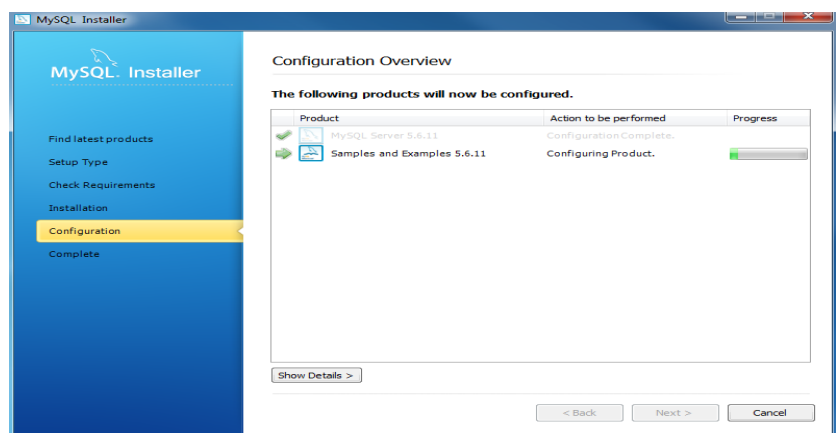 MySQL Installer
MySQL. Installer
Find latest products
Setup Type
Check Requirements
Installation
Configuration
Complete
Configuration Overview
The following products will now be configured.
Product Action to be performed Progress
MySQL Server 5.6.11 Configuration Complete.
Samples and Examples 5.6.11 Configuring Product.
Show Details >
< Back Next > Cancel